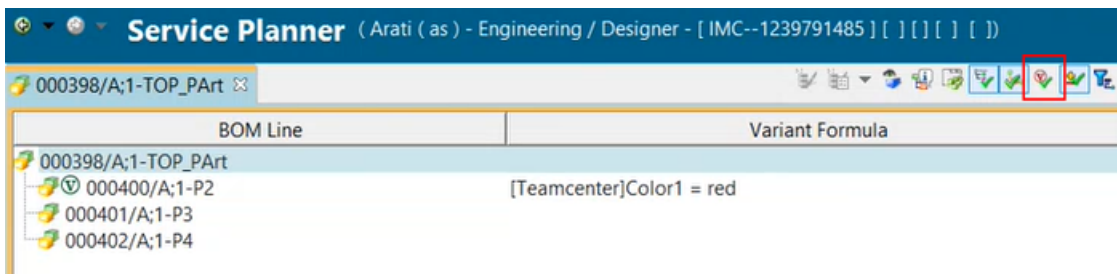 Service Planner ( Arati ( as ) - Engineering / Designer - [ IMC--1239791485 ] [ ] [ ] [ ] [ ])
000398/A;1-TOP_PArt
BOM Line Variant Formula
000398/A;1-TOP_PArt
000400/A;1-P2 [Teamcenter]Color1 = red
000401/A;1-P3
000402/A;1-P4